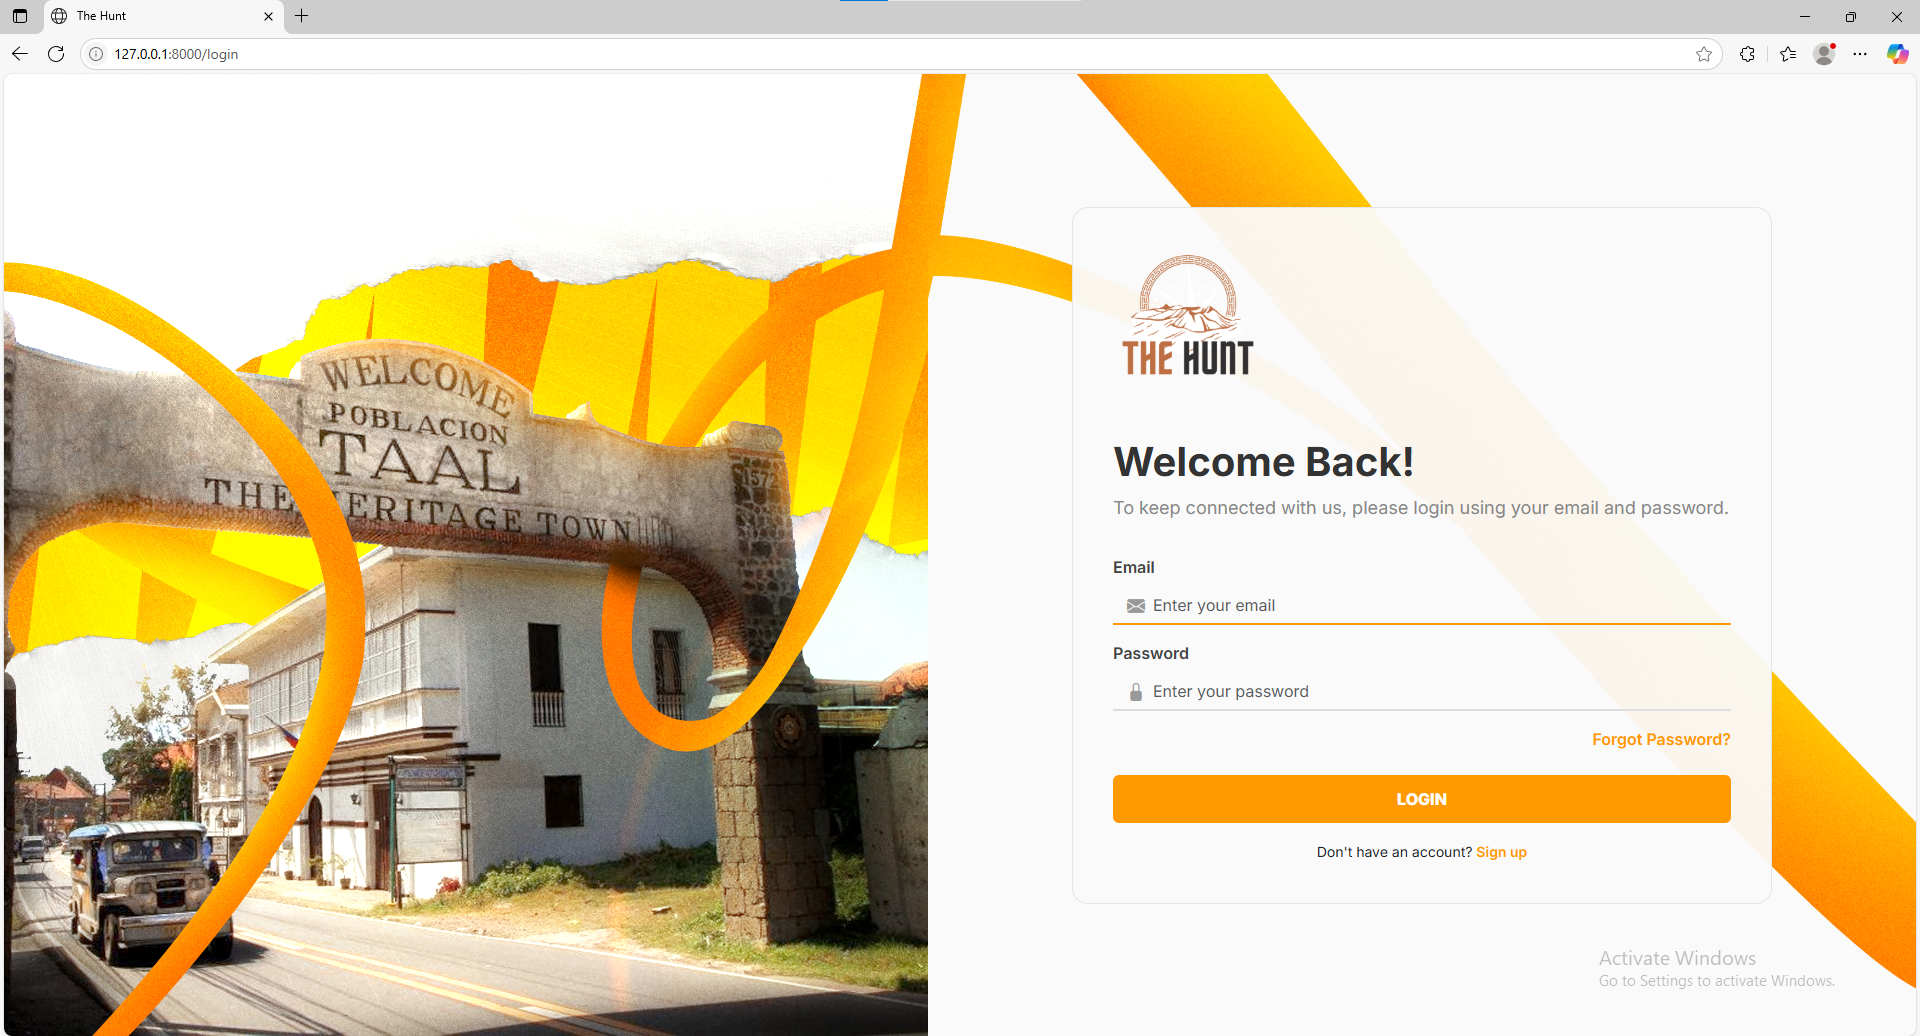 The Hunt
127.0.0.1:8000/login
WELCOME
POBLACION
TAAL
THE HERITAGE TOWN
1572
THE HUNT
Welcome Back!
To keep connected with us, please login using your email and password.
Email
Enter your email
Password
Enter your password
Forgot Password?
LOGIN
Don't have an account? Sign up
Activate Windows
Go to Settings to activate Windows.